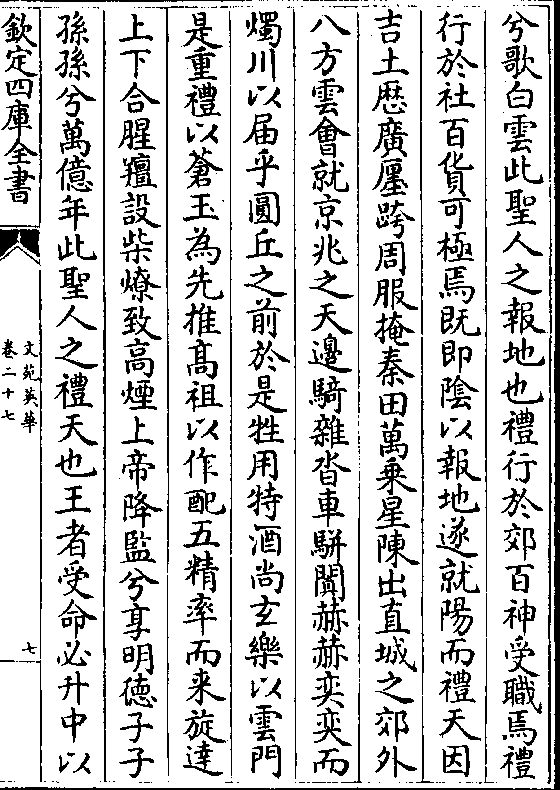 兮歌白雲此聖人之報地也禮行於郊百神受職焉禮
行於社百貨可極焉既即陰以報地遂就陽而禮天因
吉土歴廣廛跨周服掩秦田萬乗星陳出直城之郊外
八方雲會就京兆之天邊騎雜沓車駢闐赫赫奕奕而
燭川以届乎圓丘之前於是牲用特酒尚玄樂以雲門
是重禮以蒼玉為先推髙祖以作配五精率而来旋達
上下合腥羶設柴燎致高煙上帝降監兮享明徳子子
孫孫兮萬億年此聖人之禮天也王者受命必升中以
欽定四庫全書
文苑英華
卷二十七
七